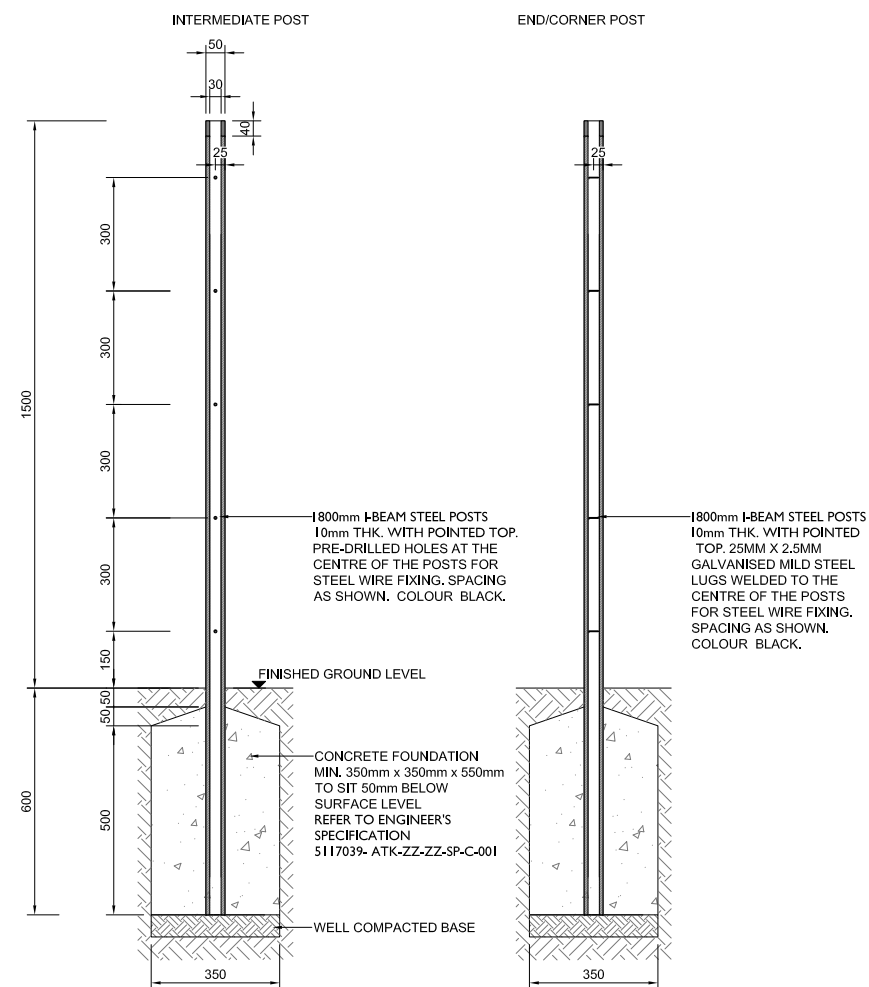 INTERMEDIATE POST
END/CORNER POST
50
30
40
25
25
300
300
300
300
1500
150
50
50
500
600
350
350
1800mm I-BEAM STEEL POSTS
10mm THK. WITH POINTED TOP.
PRE-DRILLED HOLES AT THE
CENTRE OF THE POSTS FOR
STEEL WIRE FIXING. SPACING
AS SHOWN. COLOUR BLACK.
1800mm I-BEAM STEEL POSTS
10mm THK. WITH POINTED
TOP. 25MM X 2.5MM
GALVANISED MILD STEEL
LUGS WELDED TO THE
CENTRE OF THE POSTS
FOR STEEL WIRE FIXING.
SPACING AS SHOWN.
COLOUR BLACK.
FINISHED GROUND LEVEL
CONCRETE FOUNDATION
MIN. 350mm x 350mm x 550mm
TO SIT 50mm BELOW
SURFACE LEVEL
REFER TO ENGINEER'S
SPECIFICATION
5117039- ATK-ZZ-ZZ-SP-C-001
WELL COMPACTED BASE